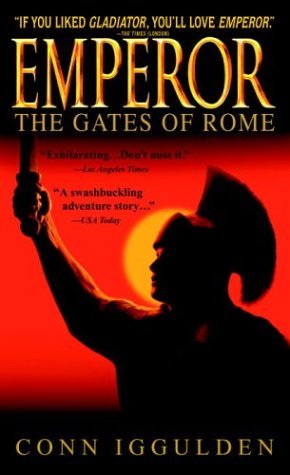 "IF YOU LIKED GLADIATOR, YOU'LL LOVE EMPEROR."
—THE TIMES (LONDON)
EMPEROR
THE GATES OF ROME
"Exhilarating...Don't miss it."
—Los Angeles Times
"A swashbuckling
adventure story..."
—USA Today
CONN IGGULDEN